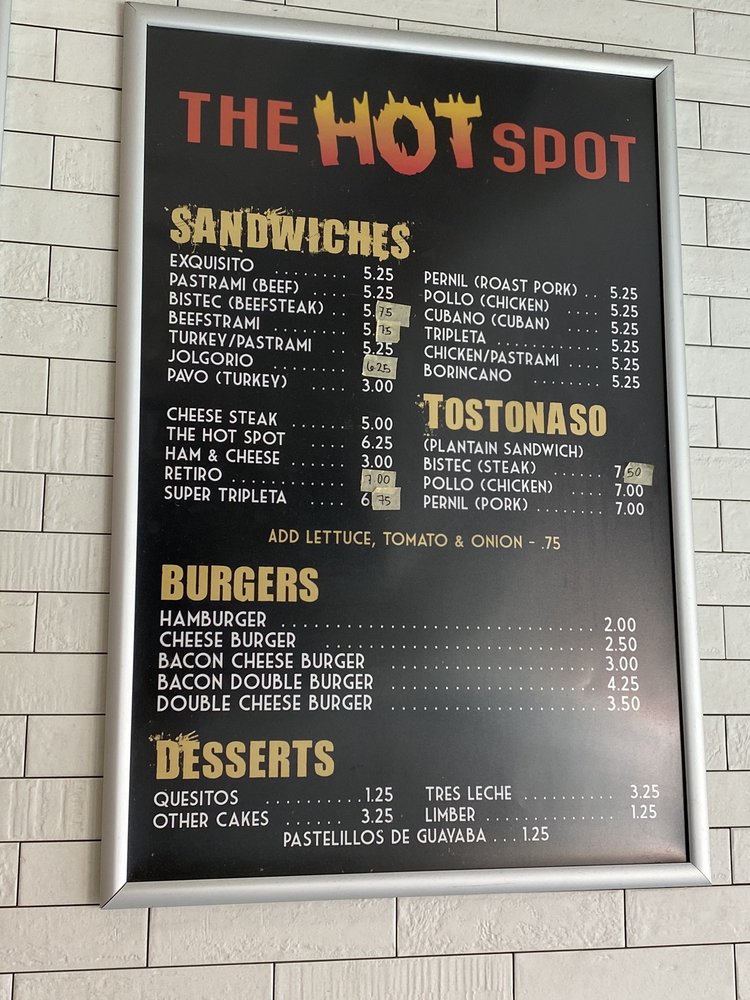 THE HOT SPOT
SANDWICHES
EXQUISITO ....... 5.25
PASTRAMI (BEEF) .... 5.25
BISTEC (BEEFSTEAK) .. 5.75
BEEFSTRAMI ....... 5.75
TURKEY/PASTRAMI .. 5.25
JOLGORIO ....... 6.25
PAVO (TURKEY) .... 3.00
CHEESE STEAK ...... 5.00
THE HOT SPOT ..... 6.25
HAM & CHEESE ..... 3.00
RETIRO .......... 7.00
SUPER TRIPLETA .... 6.75
PERNIL (ROAST PORK) .. 5.25
POLLO (CHICKEN) .... 5.25
CUBANO (CUBAN) .... 5.25
TRIPLETA ........ 5.25
CHICKEN/PASTRAMI .... 5.25
BORINCANO ....... 5.25
TOSTONASO
(PLANTAIN SANDWICH)
BISTEC (STEAK) ..... 7.50
POLLO (CHICKEN) .... 7.00
PERNIL (PORK) ...... 7.00
ADD LETTUCE, TOMATO & ONION - .75
BURGERS
HAMBURGER .............................. 2.00
CHEESE BURGER ........................ 2.50
BACON CHEESE BURGER .................. 3.00
BACON DOUBLE BURGER .................. 4.25
DOUBLE CHEESE BURGER ................. 3.50
DESSERTS
QUESITOS ..........1.25
OTHER CAKES ...... 3.25
TRES LECHE .......... 3.25
LIMBER .............. 1.25
PASTELILLOS DE GUAVABA ... 1.25